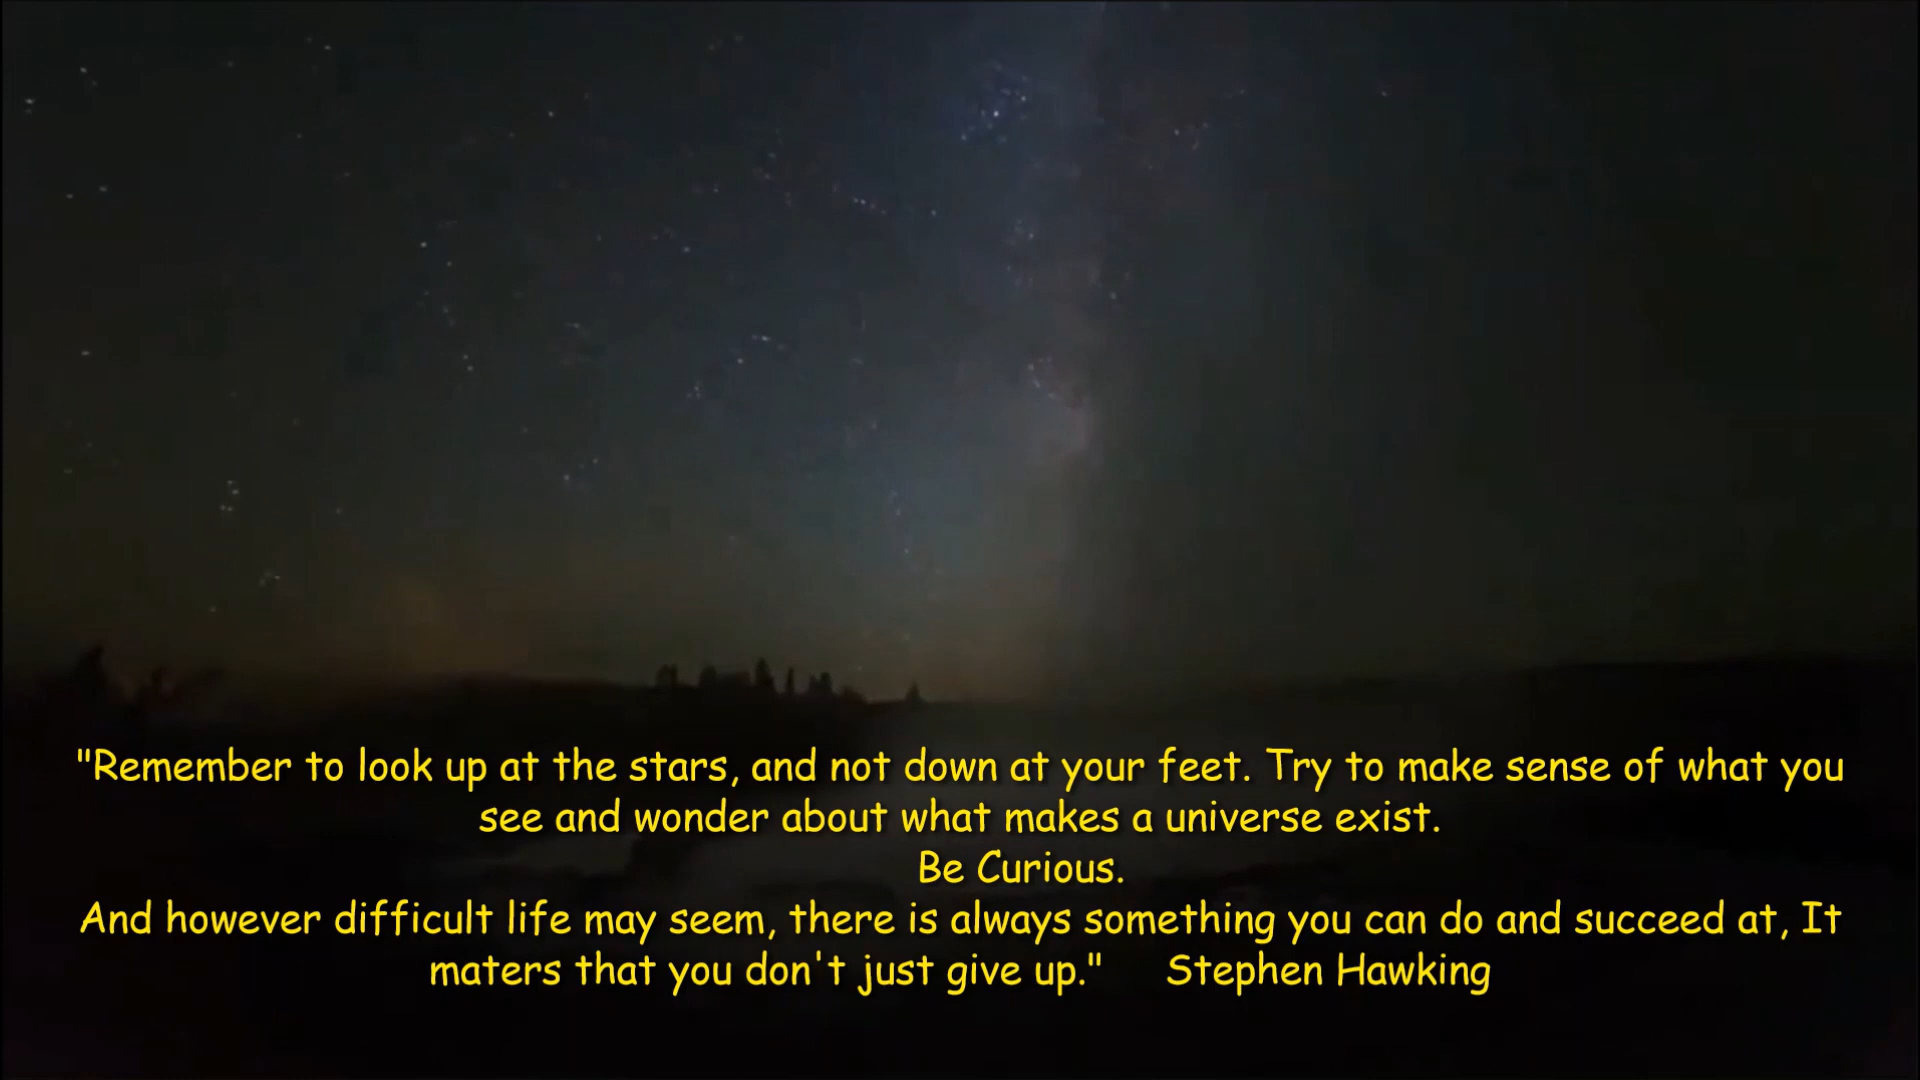 "Remember to look up at the stars, and not down at your feet. Try to make sense of what you
see and wonder about what makes a universe exist.
Be Curious.
And however difficult life may seem, there is always something you can do and succeed at, It
maters that you don't just give up."     Stephen Hawking